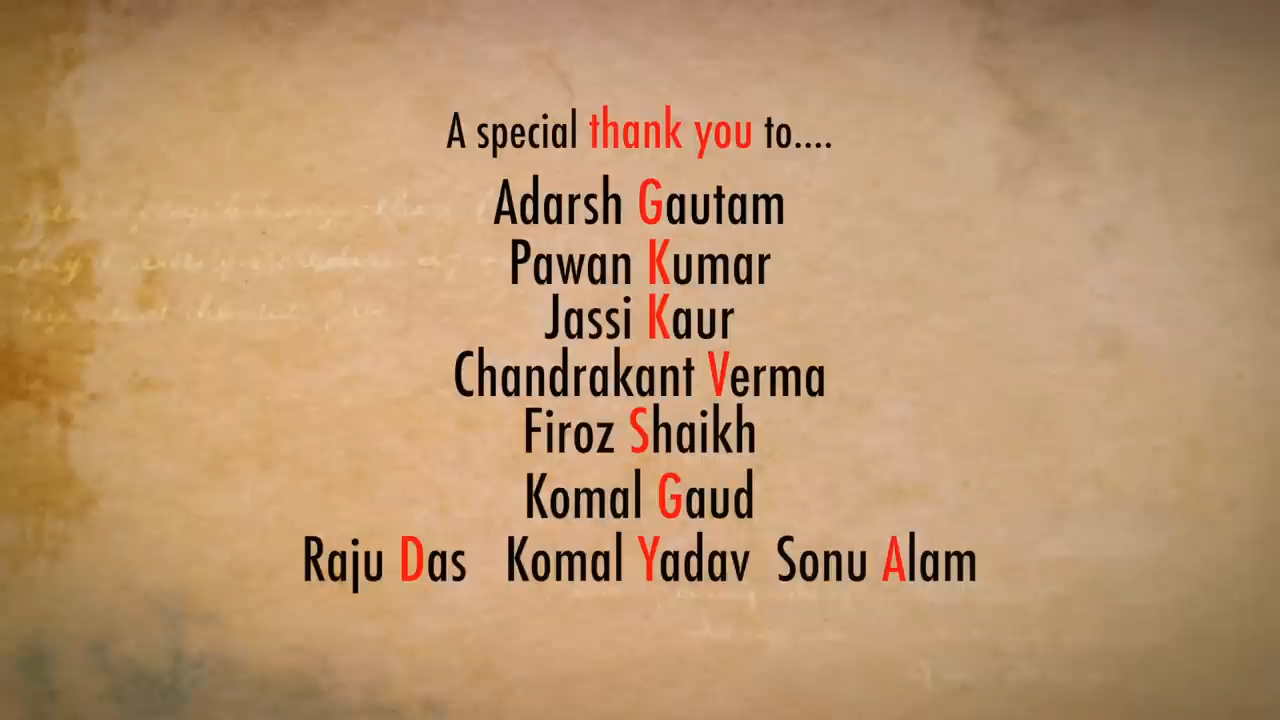 A special thank you to....
Adarsh Gautam
Pawan Kumar
Jassi Kaur
Chandrakant Verma
Firoz Shaikh
Komal Gaud
Raju Das Komal Yadav Sonu Alam